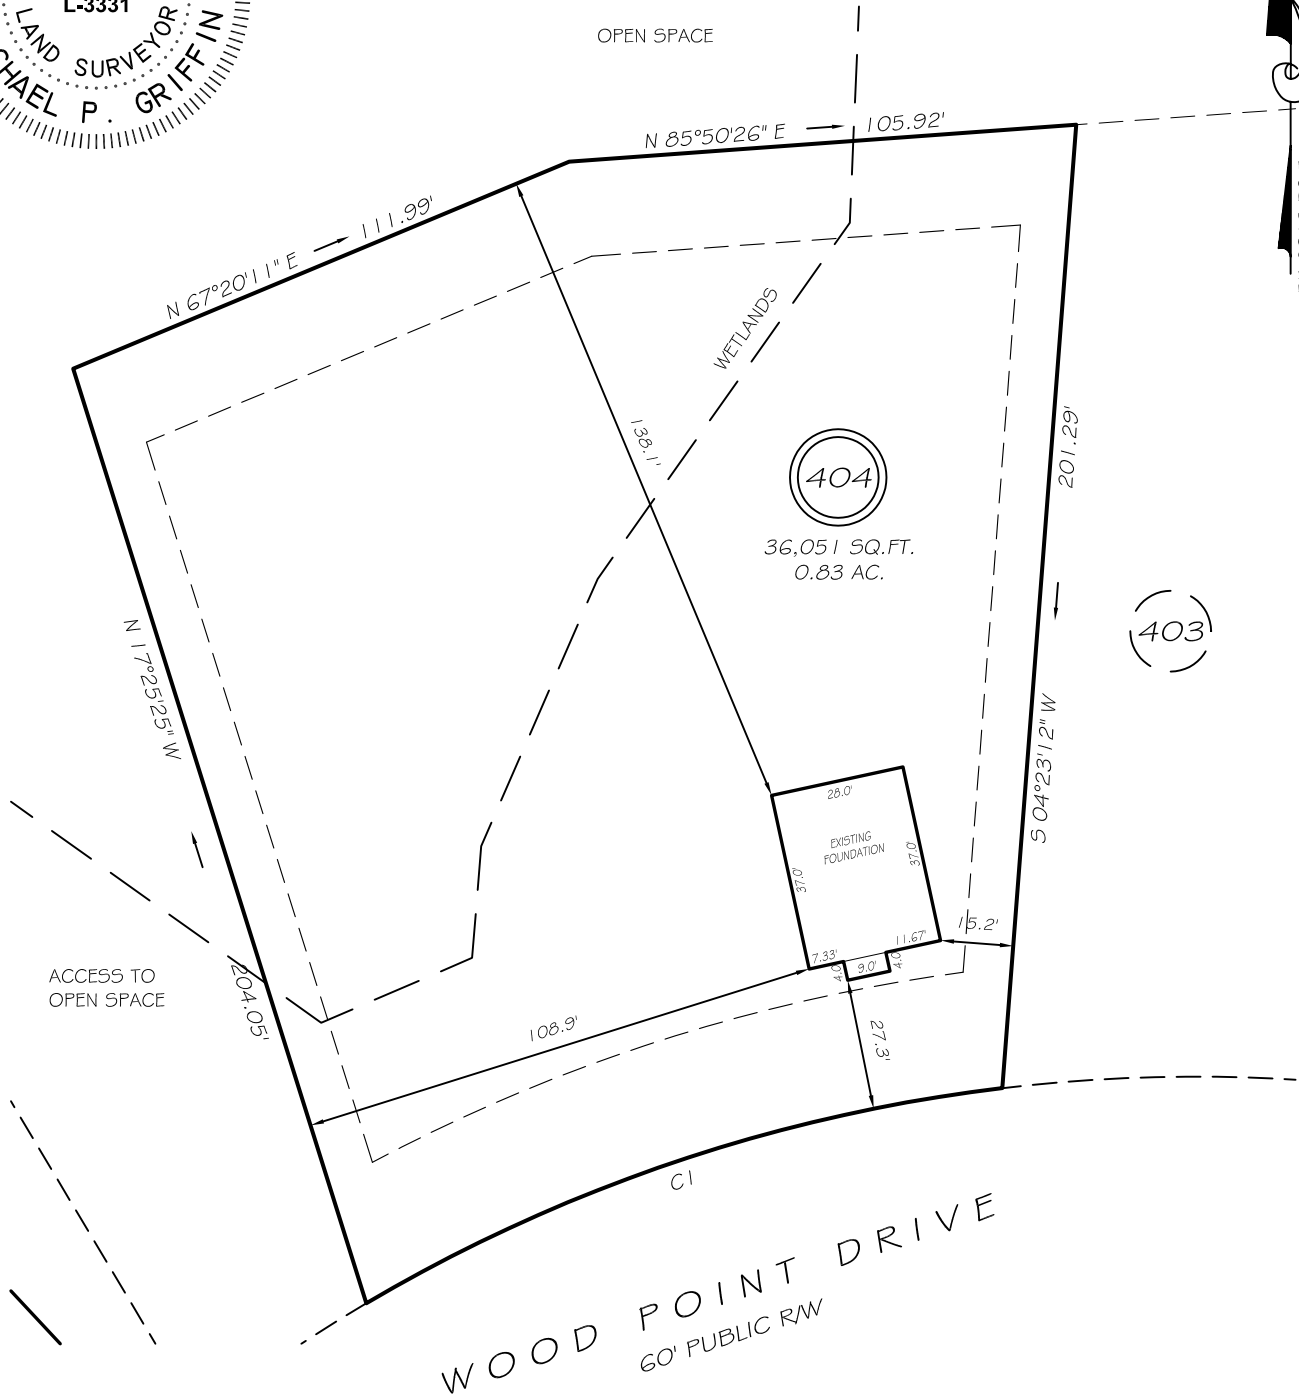 L-3331
LAND SURVEYOR
P. GRIFFIN
OPEN SPACE
N 85°50'26" E
105.92'
N 67°20'11" E
111.99'
WETLANDS
138.1'
404
36,051 SQ.FT.
0.83 AC.
201.29'
403
N 17°25'25" W
S 04°23'12" W
28.0'
EXISTING
FOUNDATION
37.0'
37.0'
15.2'
11.67'
7.33'
4.0'
9.0'
4.0'
ACCESS TO
OPEN SPACE
204.05'
108.9'
27.3'
C1
WOOD POINT DRIVE
60' PUBLIC R/W